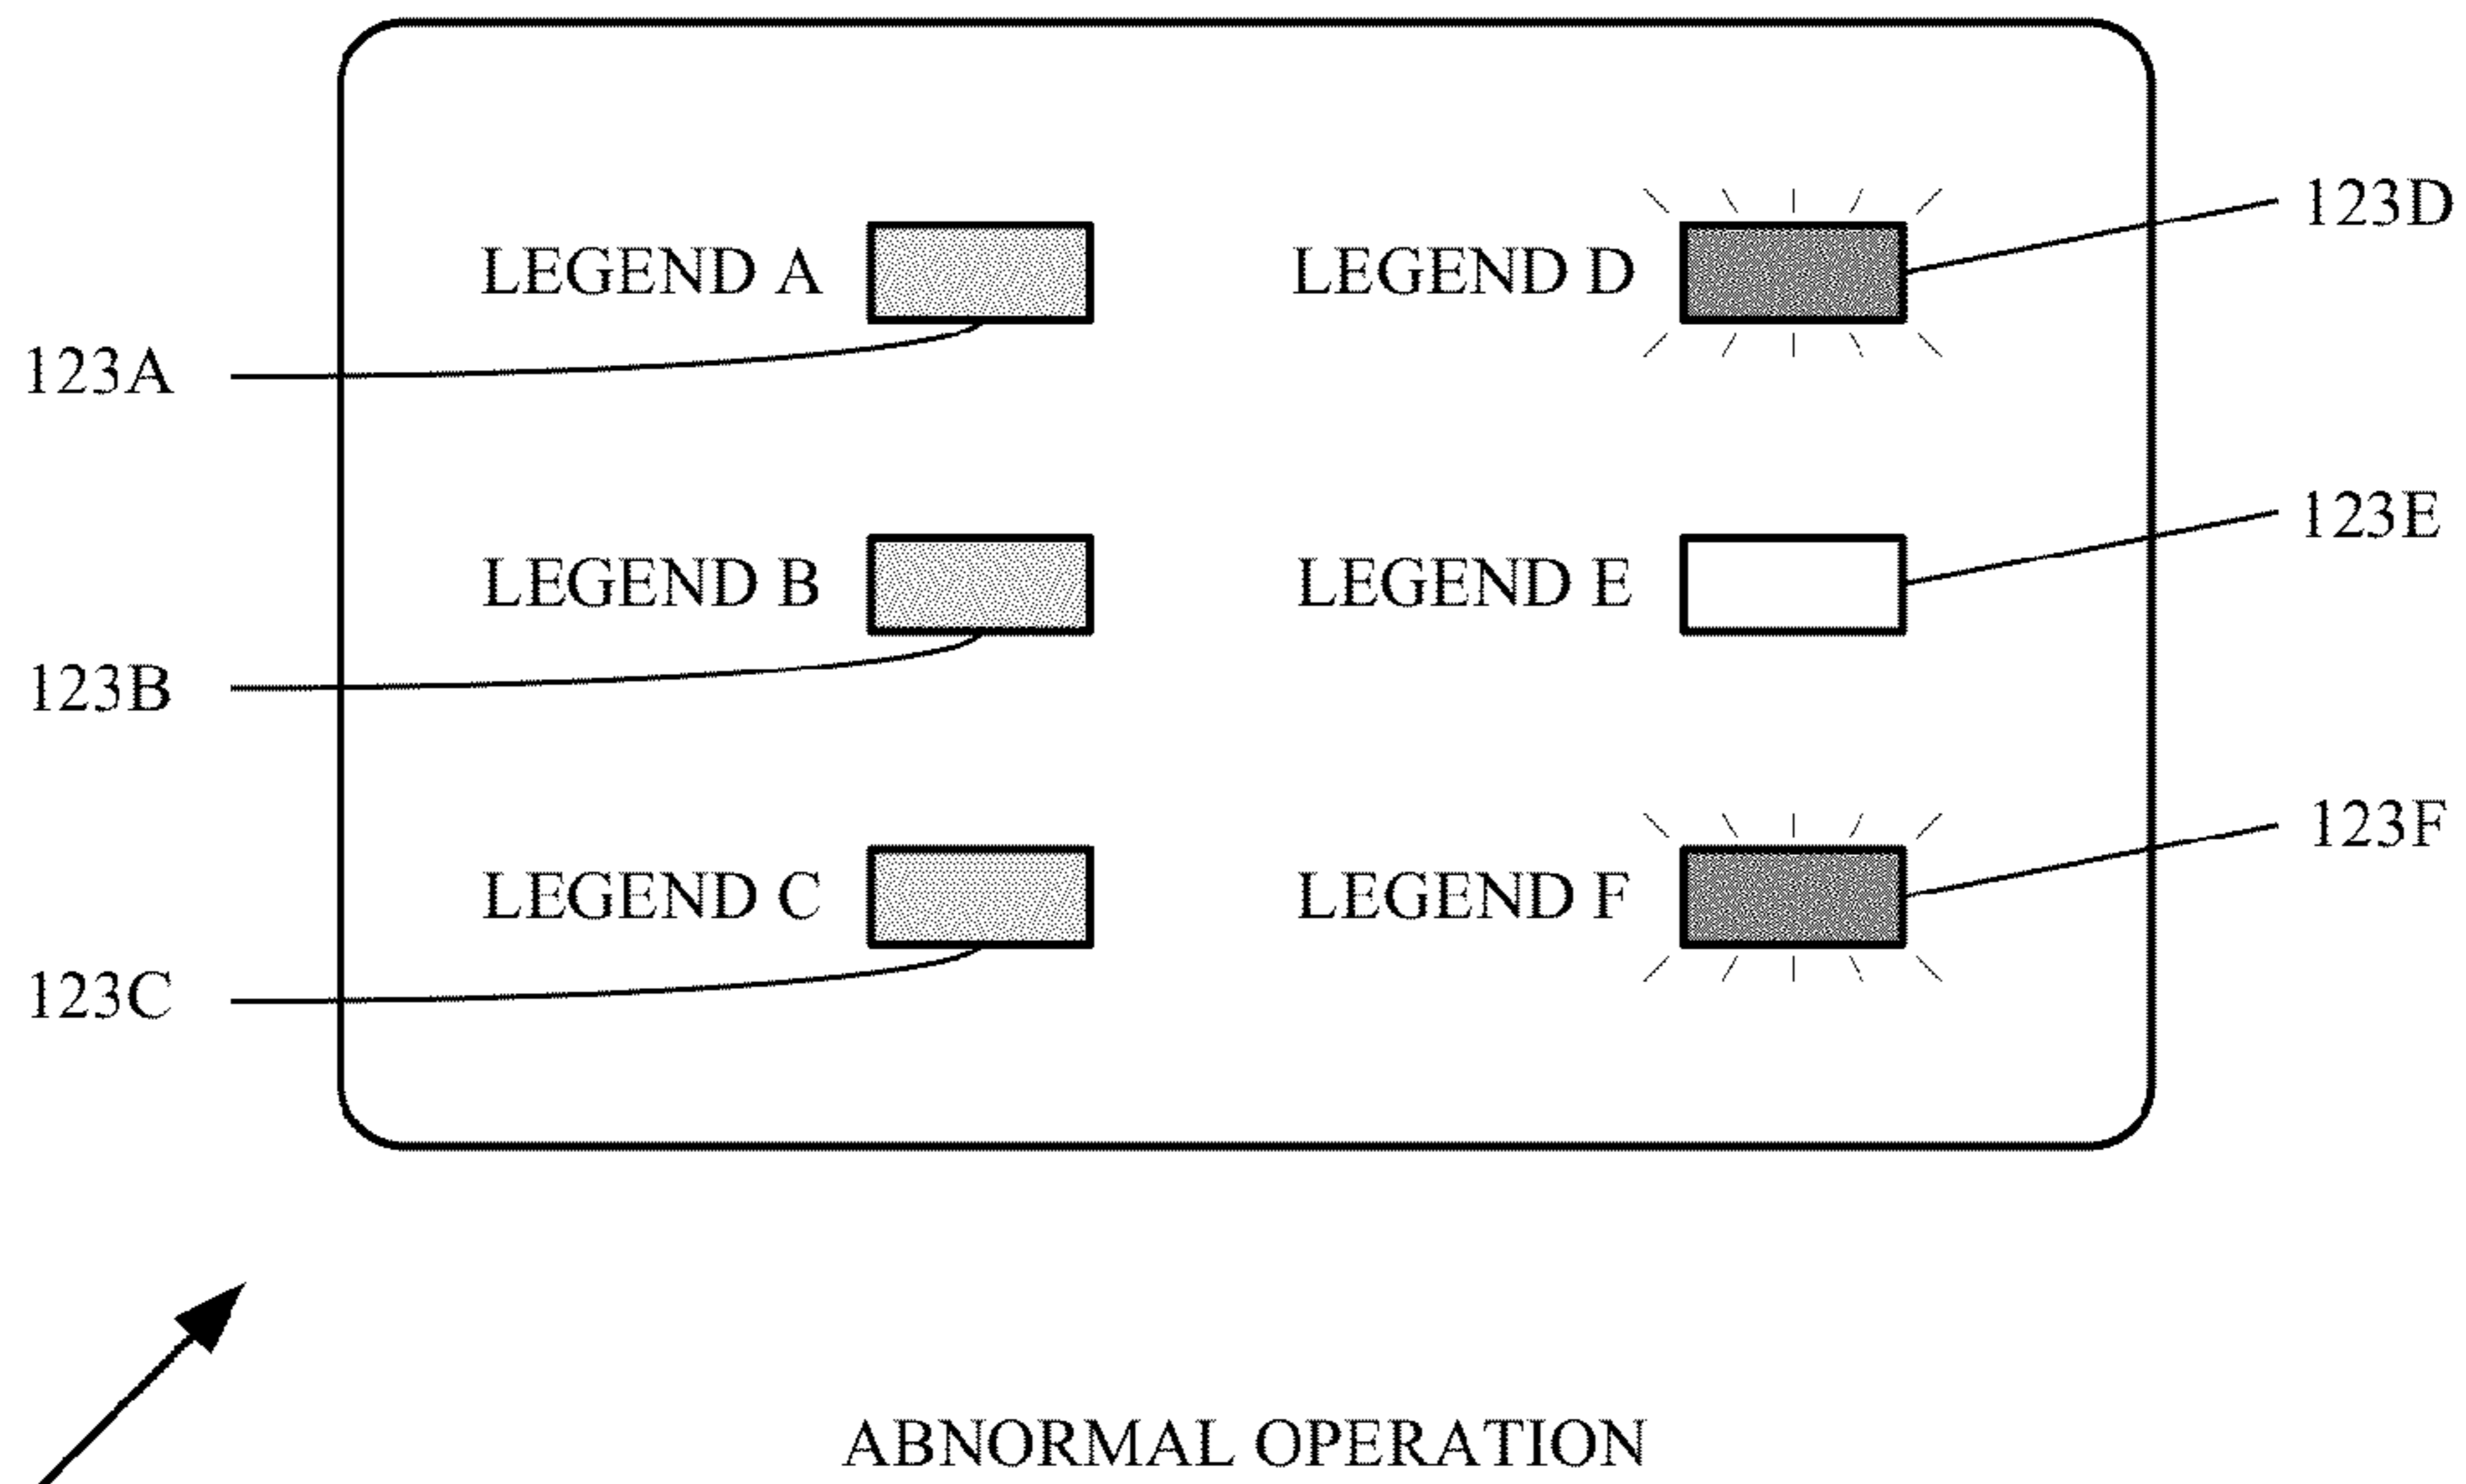 LEGEND A
LEGEND D
123D
123A
LEGEND B
LEGEND E
123E
123B
LEGEND C
LEGEND F
123F
123C
ABNORMAL OPERATION